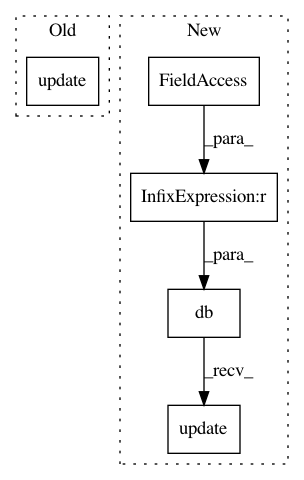 Old
New
update
FieldAccess
_para_
InfixExpression:r
_para_
db
_recv_
update